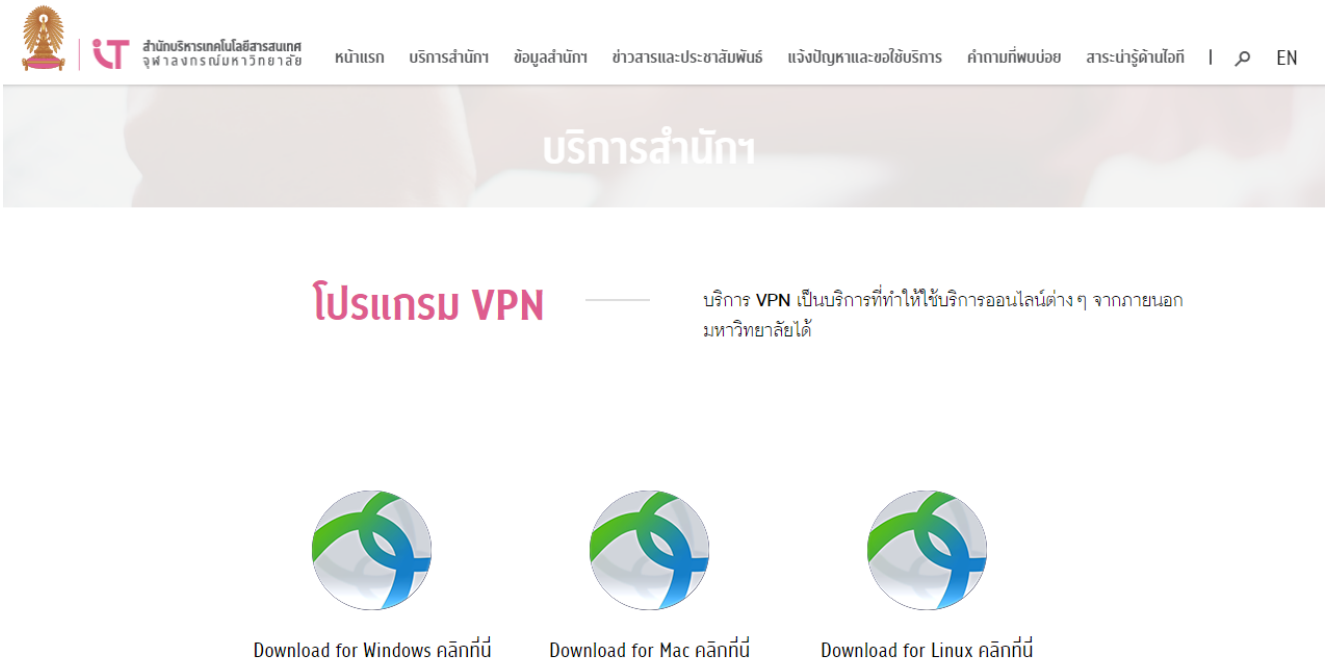 สำนักบริหารเทคโนโลยีสารสนเทศ
จุฬาลงกรณ์มหาวิทยาลัย
iT
หน้าแรก บริการสำนักฯ ข้อมูลสำนักฯ ข่าวสารและประชาสัมพันธ์ แจ้งปัญหาและขอใช้บริการ คำถามที่พบบ่อย สาระน่ารู้ด้านไอที | EN
บริการสำนักฯ
โปรแกรม VPN
บริการ VPN เป็นบริการที่ทำให้ใช้บริการออนไลน์ต่าง ๆ จากภายนอก
มหาวิทยาลัยได้
Download for Windows คลิกที่นี่
Download for Mac คลิกที่นี่
Download for Linux คลิกที่นี่